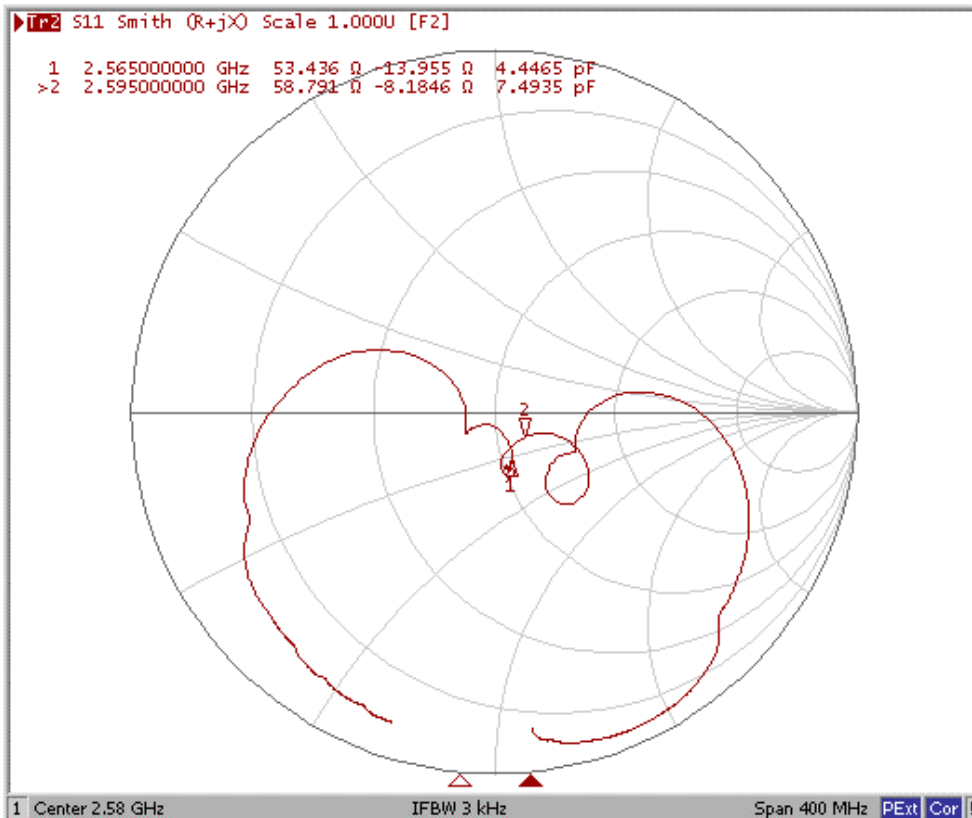 Tr2 S11 Smith (R+jX) Scale 1.000U [F2]
1 2.565000000 GHz 53.436 Ω -13.955 Ω 4.4465 pF
>2 2.595000000 GHz 58.791 Ω -8.1846 Ω 7.4935 pF
2
1
1 Center 2.58 GHz IFBW 3 kHz Span 400 MHz PExt Cor